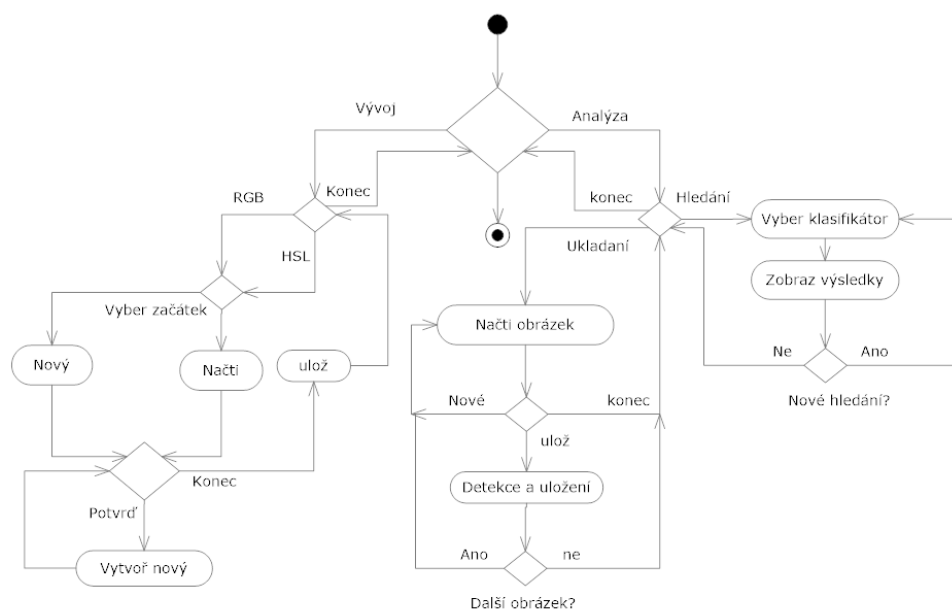 Vývoj
Analýza
RGB
Konec
konec
Hledání
Vyber klasifikátor
HSL
Ukladaní
Zobraz výsledky
Vyber začátek
Načti obrázek
Nový
Načti
ulož
Ne
Ano
Nové
konec
Nové hledání?
ulož
Konec
Detekce a uložení
Potvrď
Ano
ne
Vytvoř nový
Další obrázek?